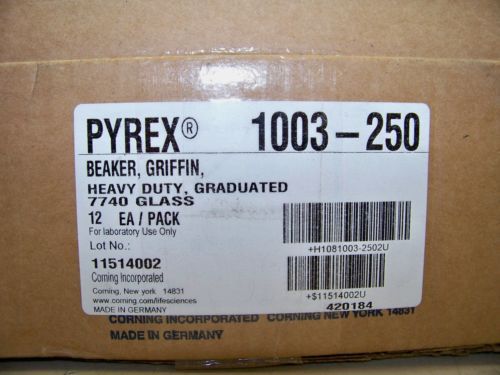 PYREX® 1003-250
BEAKER, GRIFFIN,
HEAVY DUTY, GRADUATED
7740 GLASS
12 EA / PACK
For laboratory Use Only
Lot No.:
+H1081003-2502U
11514002
Corning Incorporated
Corning, New york 14831
+$11514002U
www.corning.com/lifesciences
MADE IN GERMANY
420184
CORNING INCORPORATED CORNING NEW YORK 14831
MADE IN GERMANY